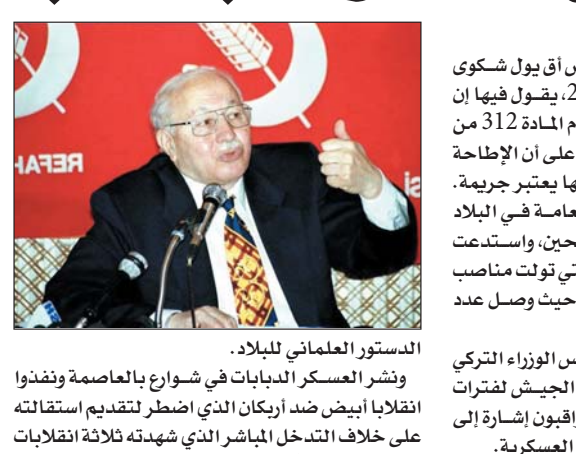 س أق يول شكوى
2، يقول فيها إن
م المادة 312 من
على أن الإطاحة
ها يعتبر جريمة.
عامة في البلاد
حين، واستدعت
تي تولت مناصب
حيث وصل عدد
س الوزراء التركي
الجيش لفترات
راقبون إشارة إلى
العسكرية.
REFAH
الدستور العلماني للبلاد.
ونشر العسكر الدبابات في شوارع بالعاصمة ونفذوا
انقلابا أبيض ضد أربكان الذي اضطر لتقديم استقالته
على خلاف التدخل المباشر الذي شهدته ثلاثة انقلابات